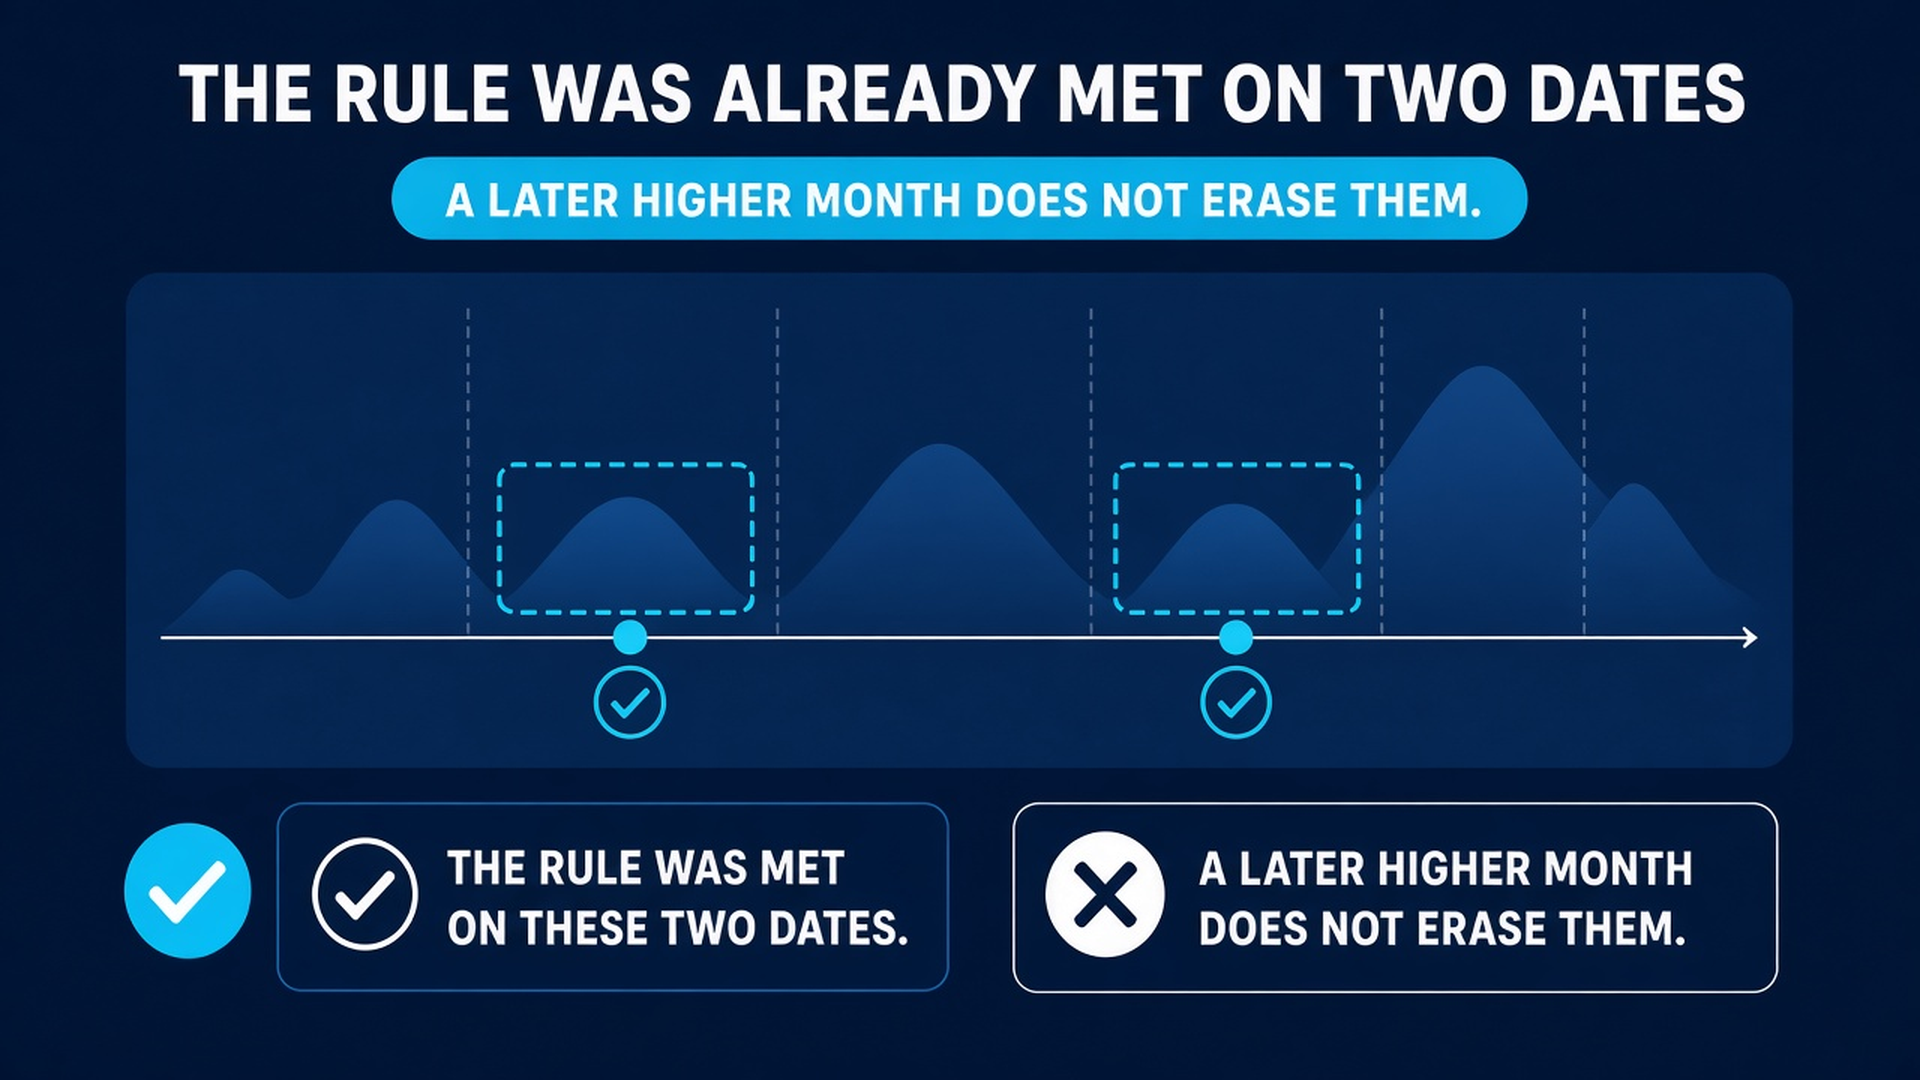 THE RULE WAS ALREADY MET ON TWO DATES
A LATER HIGHER MONTH DOES NOT ERASE THEM.
THE RULE WAS MET
ON THESE TWO DATES.
A LATER HIGHER MONTH
DOES NOT ERASE THEM.